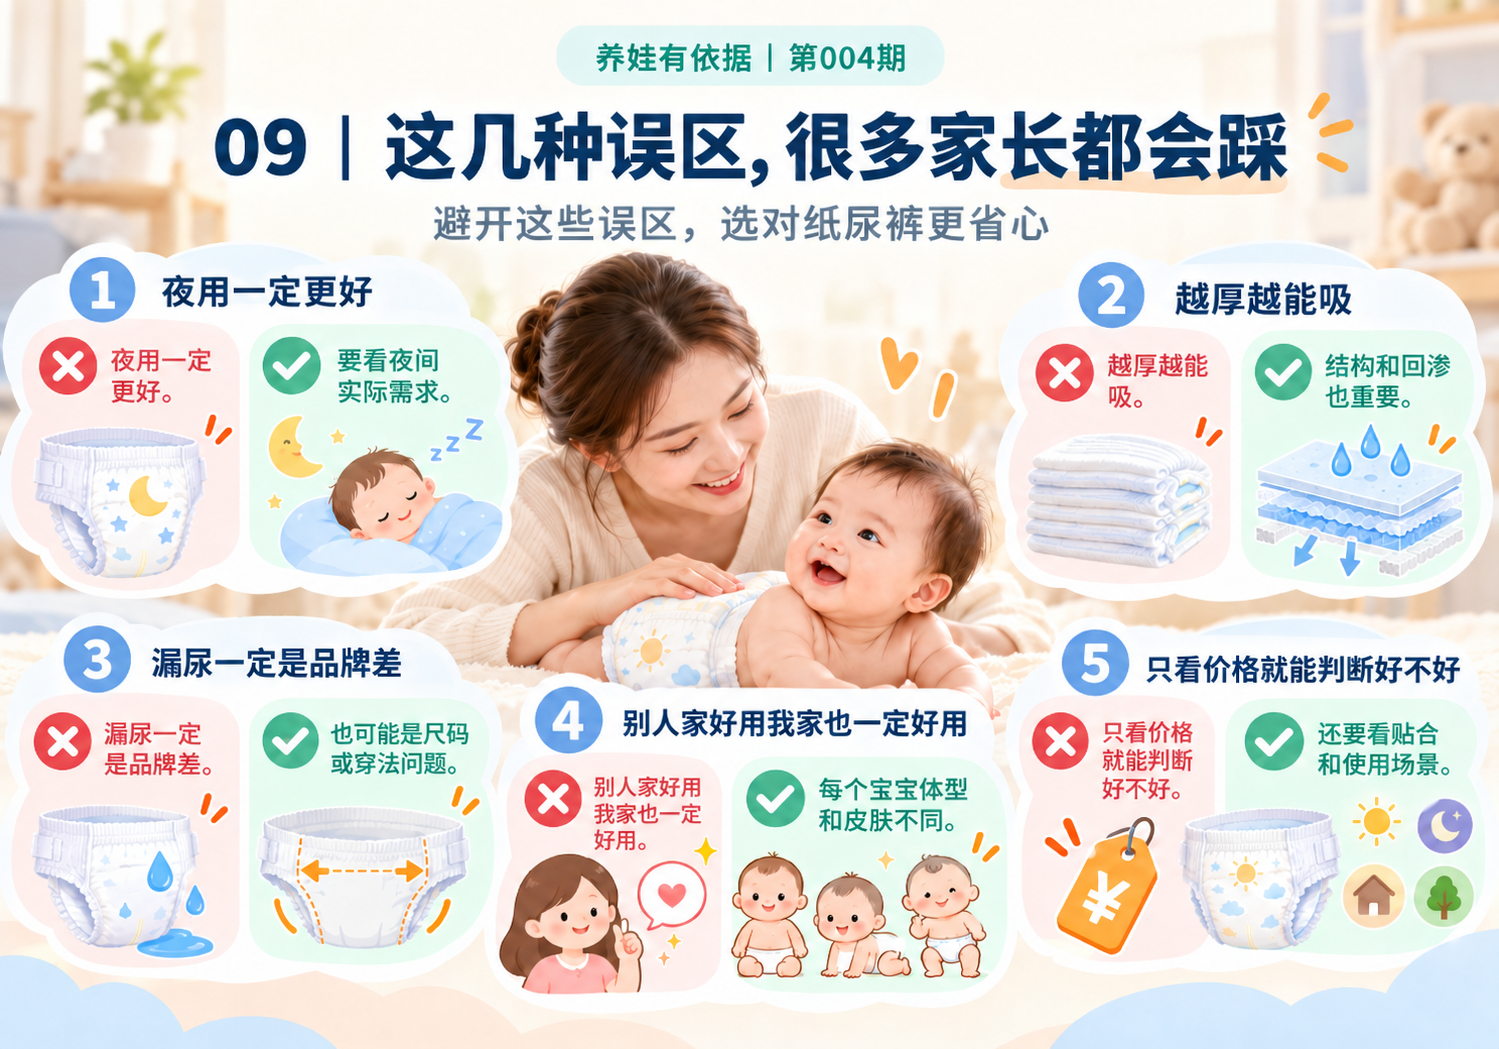 养娃有依据｜第004期
09｜这几种误区，很多家长都会踩
避开这些误区，选对纸尿裤更省心
1 夜用一定更好
夜用一定
更好。
要看夜间
实际需求。
zzz
2 越厚越能吸
越厚越能
吸。
结构和回渗
也重要。
3 漏尿一定是品牌差
漏尿一定
是品牌差。
也可能是尺码
或穿法问题。
4 别人家好用我家也一定好用
别人家好用
我家也一定
好用。
每个宝宝体型
和皮肤不同。
5 只看价格就能判断好不好
只看价格
就能判断
好不好。
¥
还要看贴合
和使用场景。